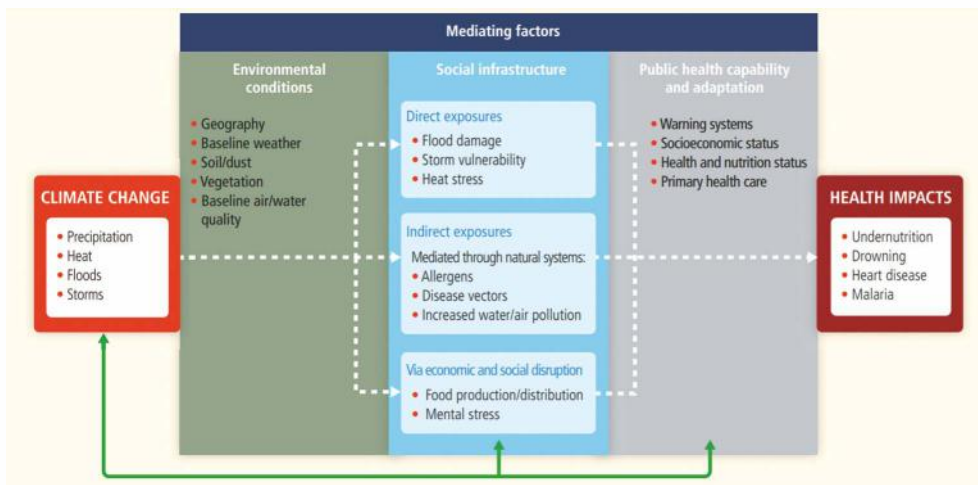 Mediating factors
Environmental
conditions
• Geography
• Baseline weather
• Soil/dust
• Vegetation
• Baseline air/water
quality
Social infrastructure
Direct exposures
• Flood damage
• Storm vulnerability
• Heat stress
Indirect exposures
Mediated through natural systems:
• Allergens
• Disease vectors
• Increased water/air pollution
Via economic and social disruption
• Food production/distribution
• Mental stress
Public health capability
and adaptation
• Warning systems
• Socioeconomic status
• Health and nutrition status
• Primary health care
CLIMATE CHANGE
• Precipitation
• Heat
• Floods
• Storms
HEALTH IMPACTS
• Undernutrition
• Drowning
• Heart disease
• Malaria